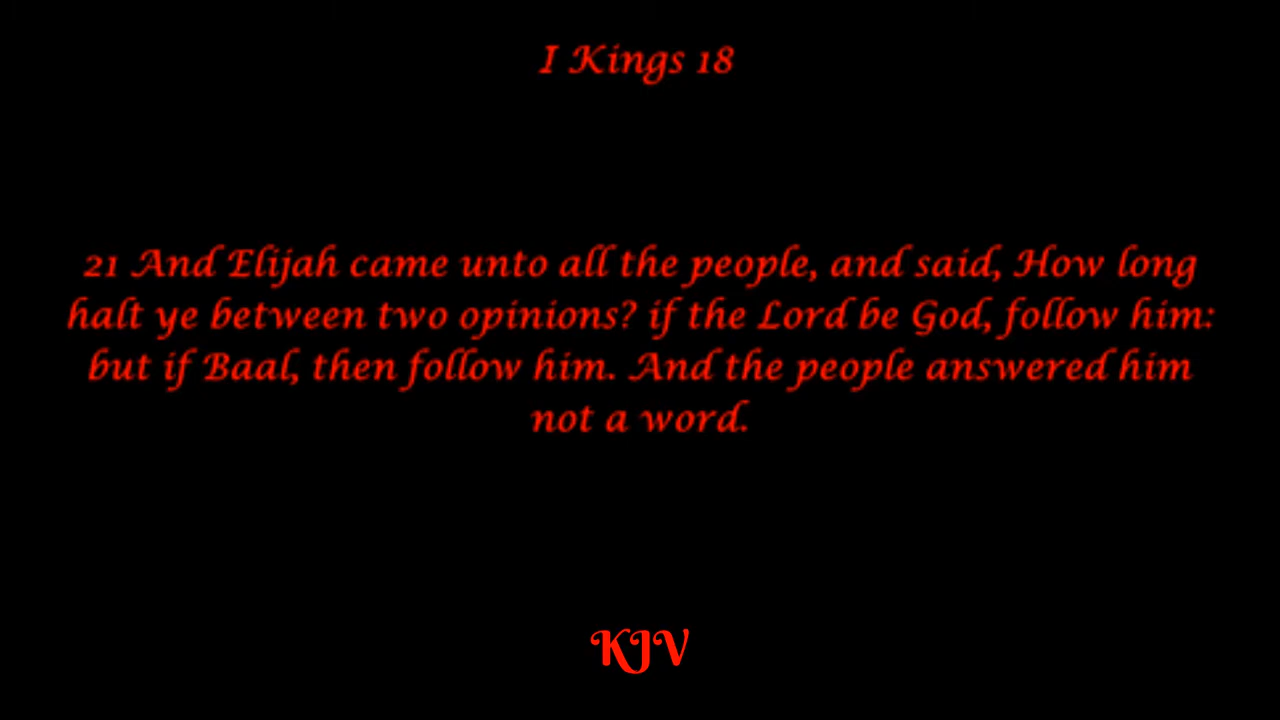 I Kings 18
21 And Elijah came unto all the people, and said, How long
halt ye between two opinions? if the Lord be God, follow him:
but if Baal, then follow him. And the people answered him
not a word.
KJV